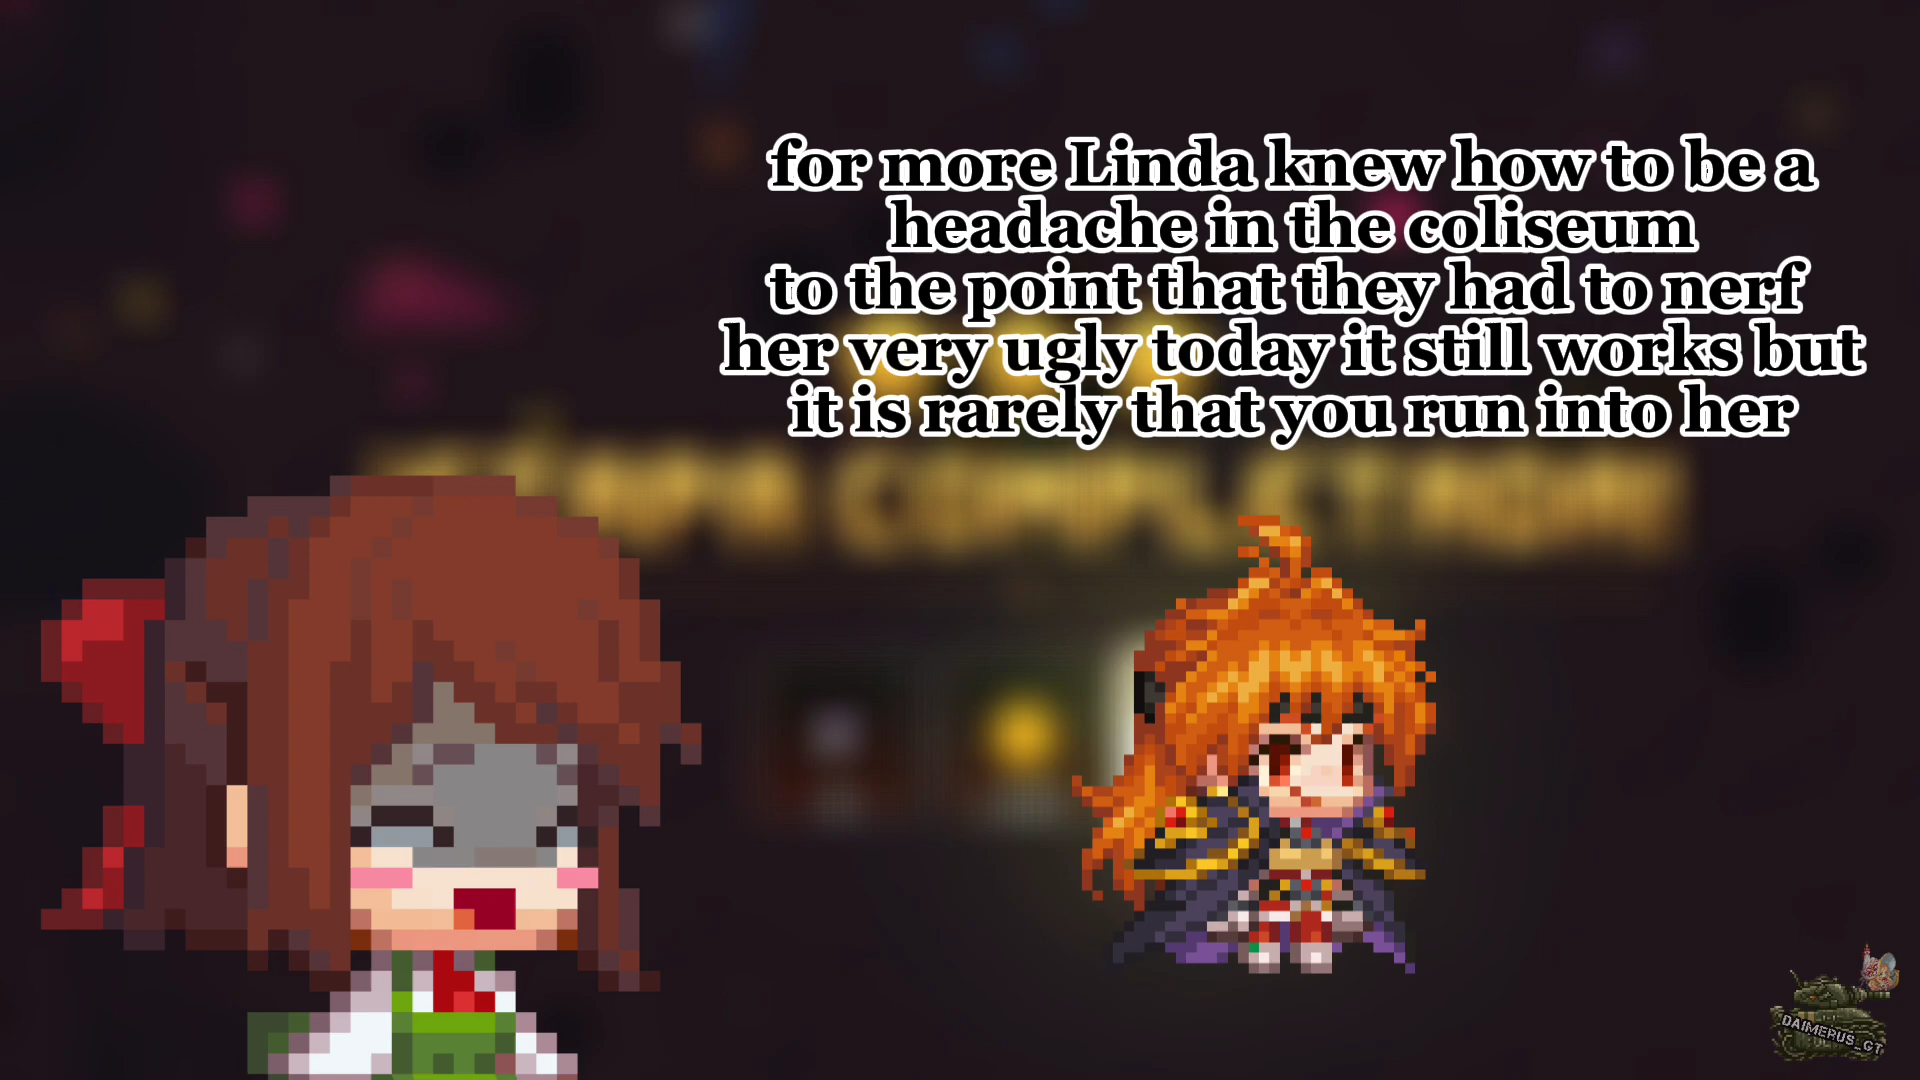 for more Linda knew how to be a
headache in the coliseum
to the point that they had to nerf
her very ugly today it still works but
it is rarely that you run into her
DAIMERUS_GT